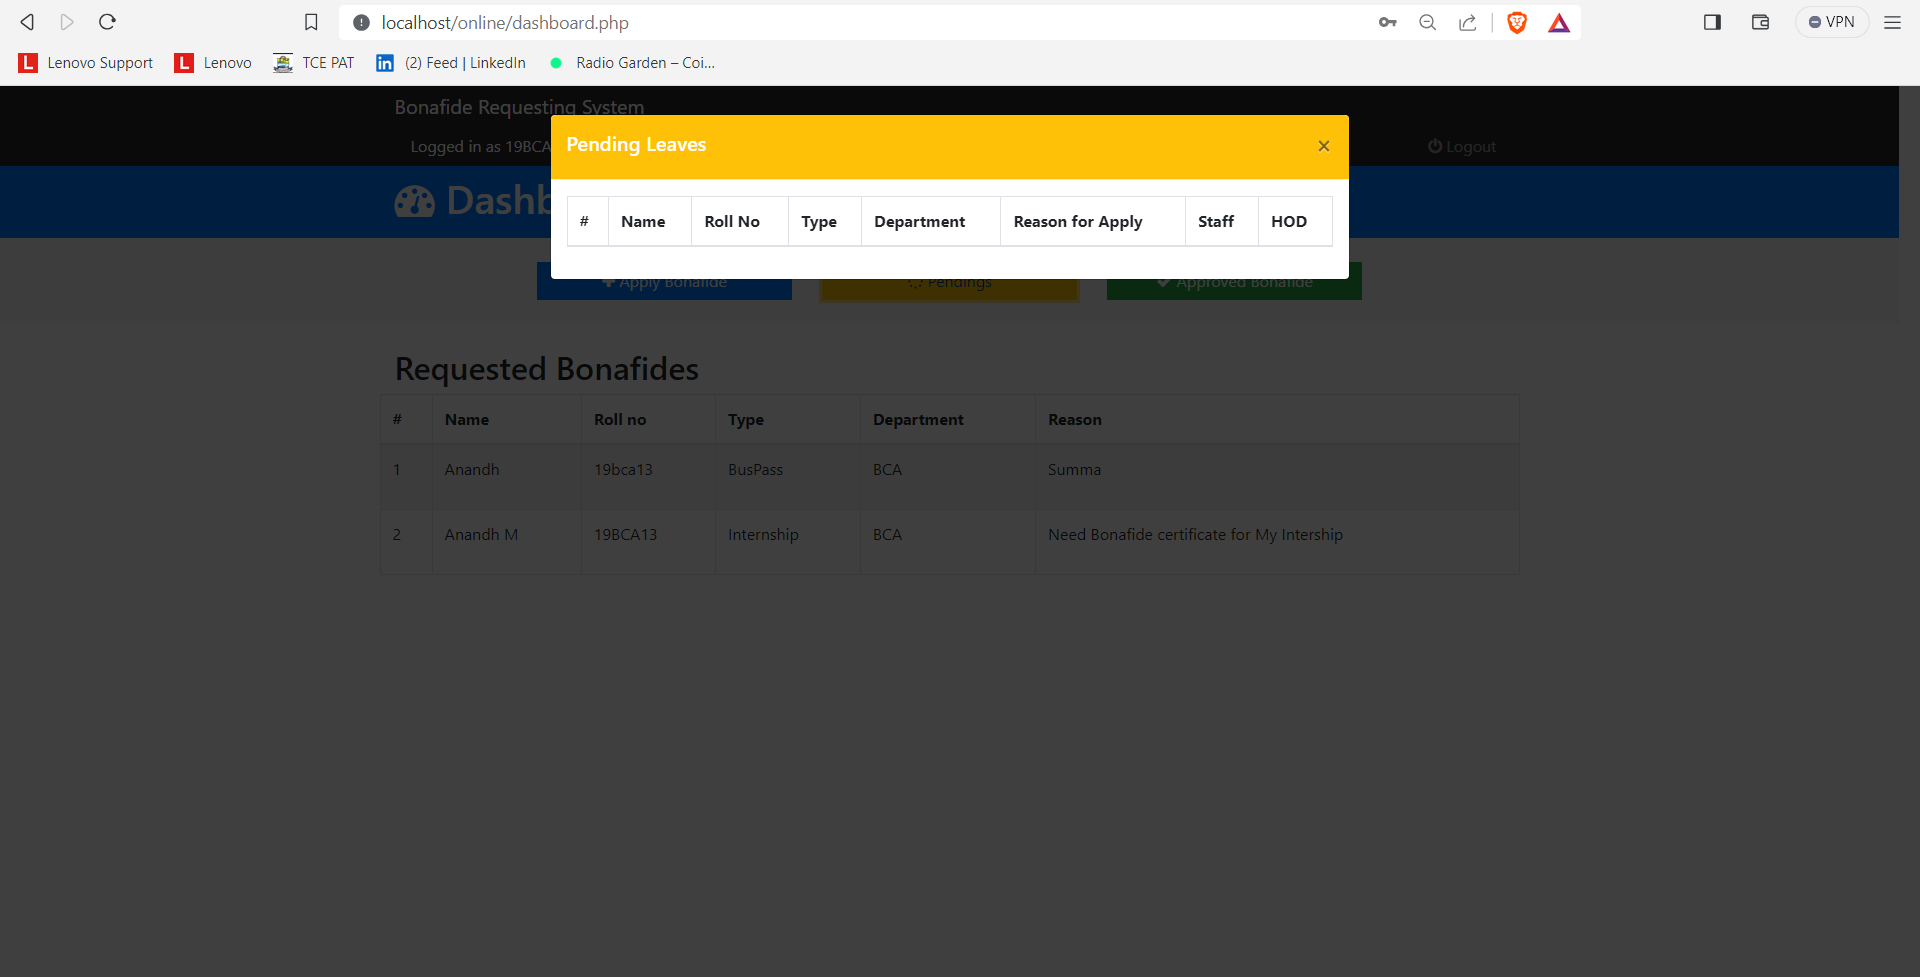 localhost/online/dashboard.php
VPN
Lenovo Support Lenovo TCE PAT (2) Feed | LinkedIn Radio Garden – Coi...
Bonafide Requesting System
Logged in as 19BCA
Logout
Pending Leaves
×
# Name Roll No Type Department Reason for Apply Staff HOD
Apply Bonafide Pendings Approved Bonafide
Requested Bonafides
# Name Roll no Type Department Reason
1 Anandh 19bca13 BusPass BCA Summa
2 Anandh M 19BCA13 Internship BCA Need Bonafide certificate for My Intership